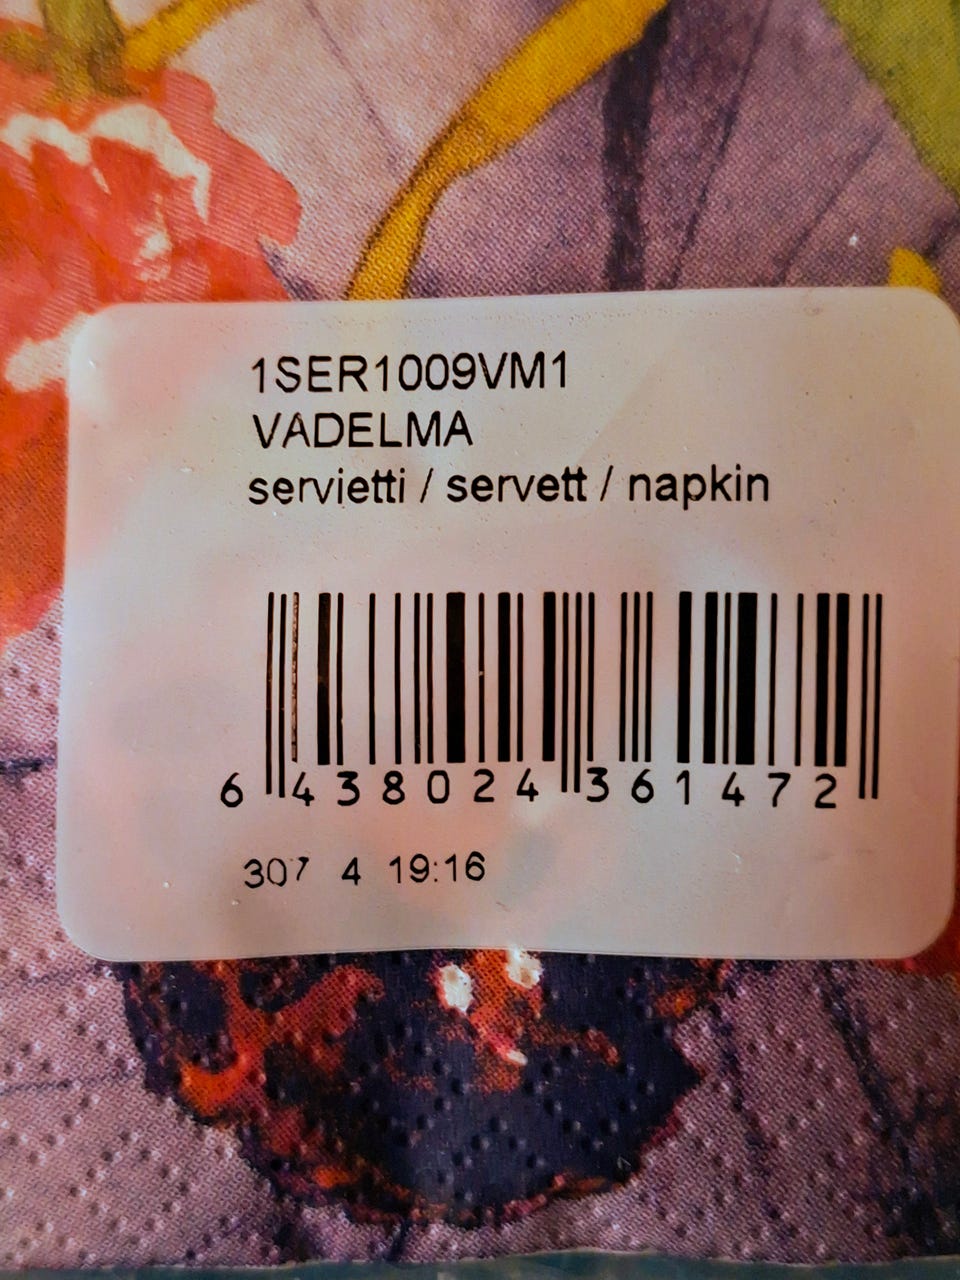 1SER1009VM1
VADELMA
servietti / servett / napkin
6 438024 361472
307 4 19:16